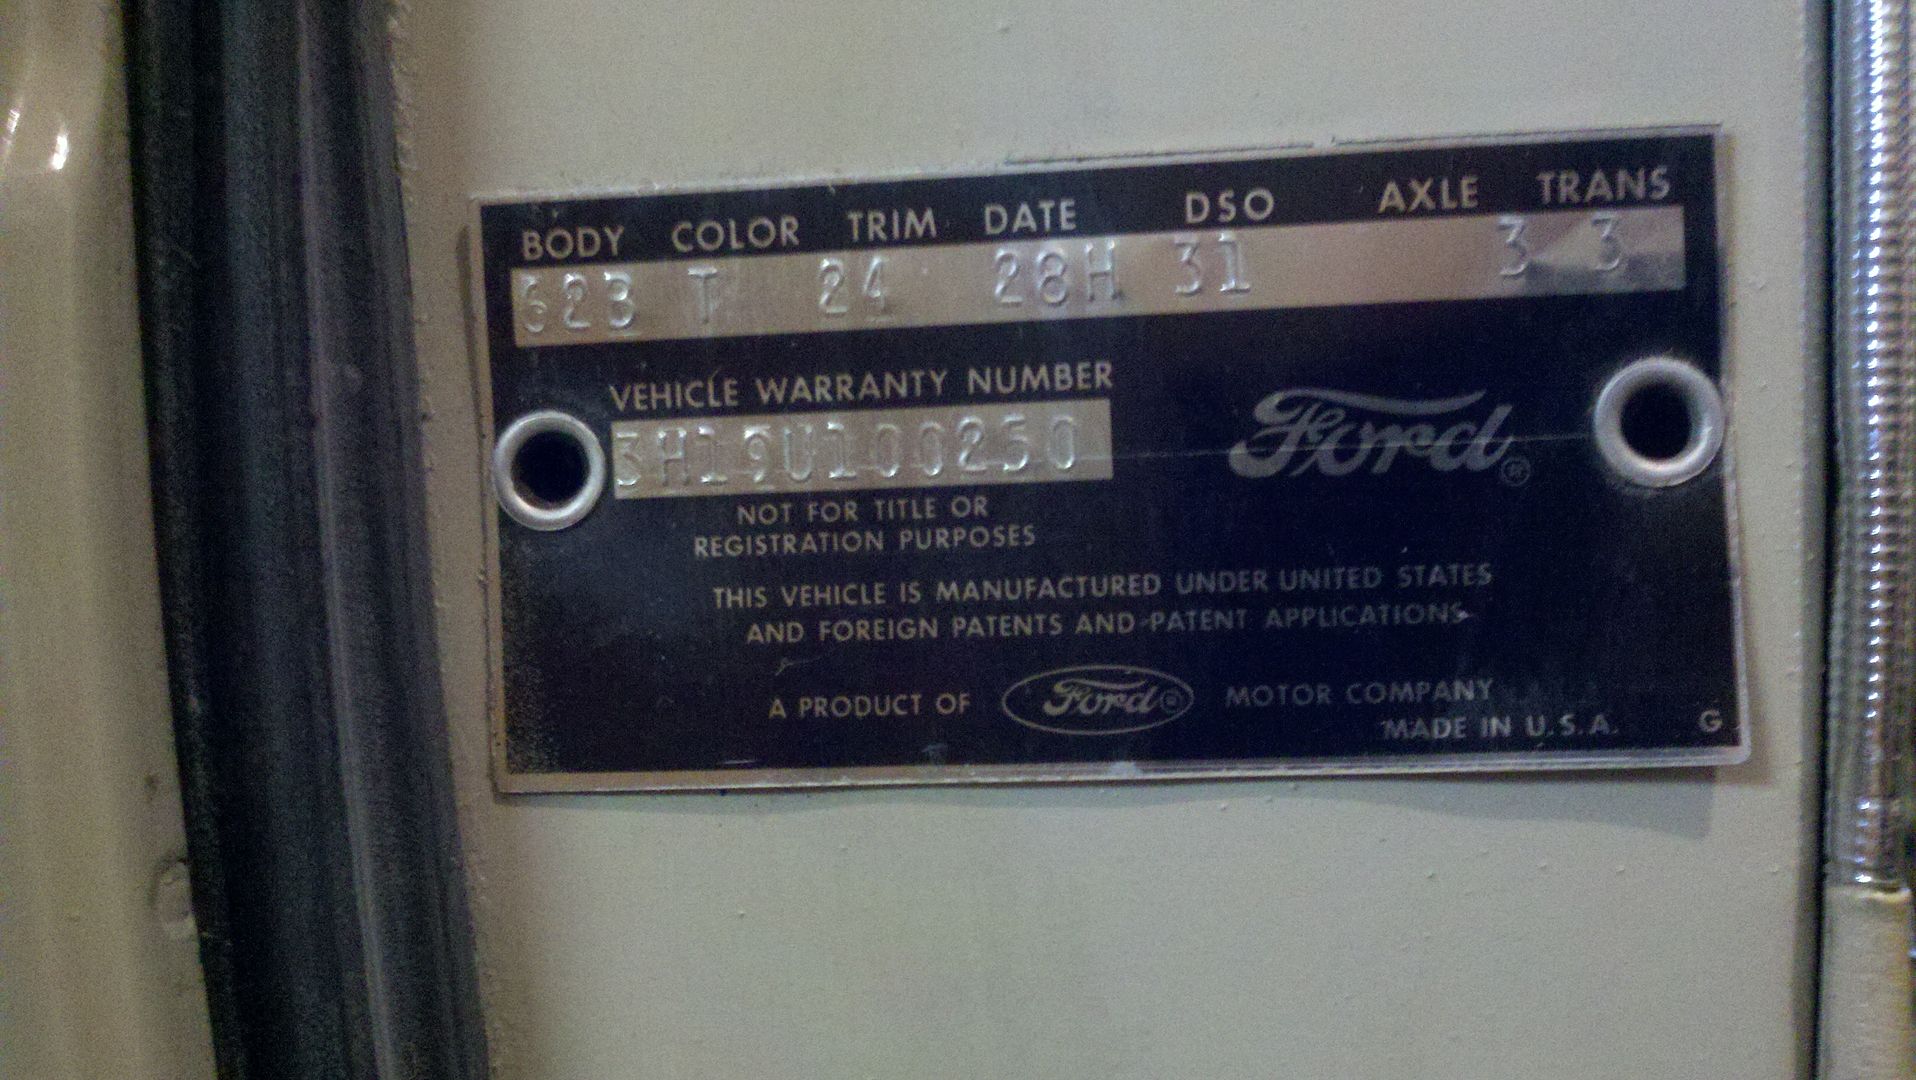 BODY COLOR TRIM DATE DSO AXLE TRANS
62B T 24 28H 31 3 3
VEHICLE WARRANTY NUMBER
3H19U100250
Ford ®
NOT FOR TITLE OR
REGISTRATION PURPOSES
THIS VEHICLE IS MANUFACTURED UNDER UNITED STATES
AND FOREIGN PATENTS AND PATENT APPLICATIONS
A PRODUCT OF Ford ® MOTOR COMPANY
MADE IN U.S.A. G